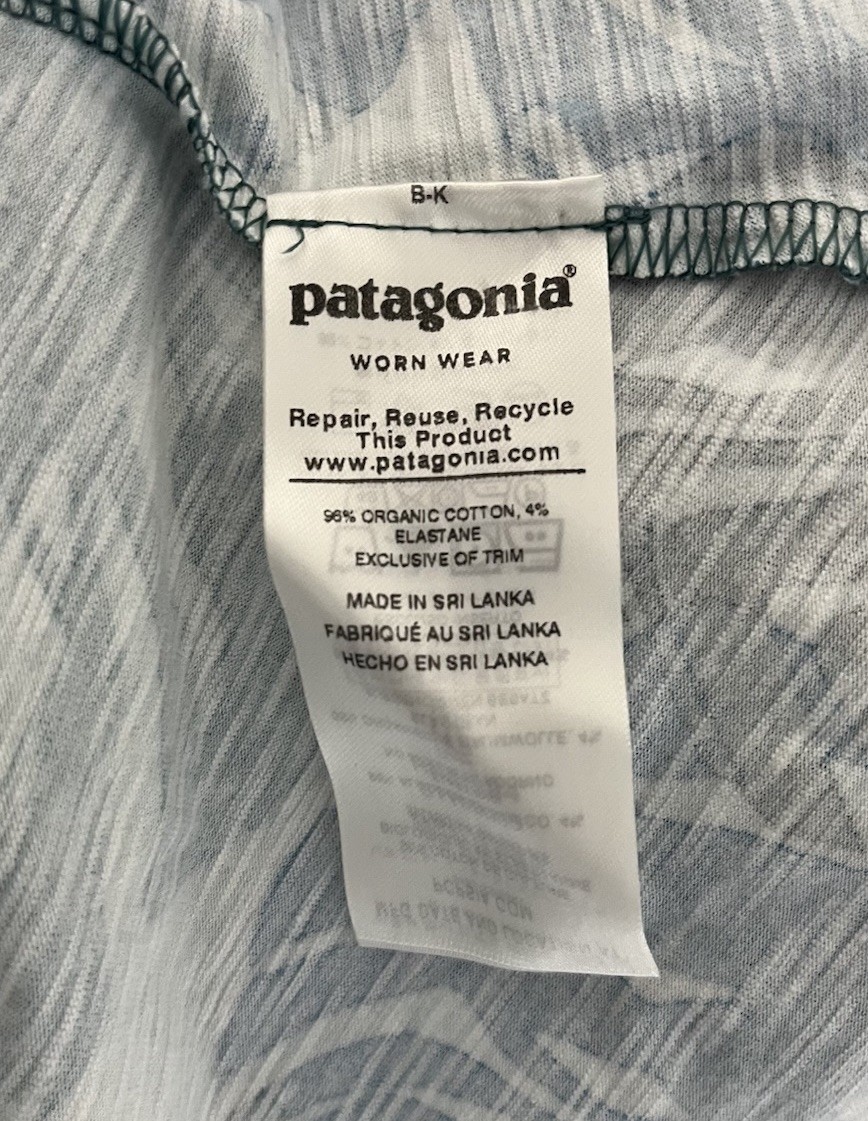 B-K
patagonia®
WORN WEAR
Repair, Reuse, Recycle
This Product
www.patagonia.com
96% ORGANIC COTTON, 4%
ELASTANE
EXCLUSIVE OF TRIM
MADE IN SRI LANKA
FABRIQUÉ AU SRI LANKA
HECHO EN SRI LANKA